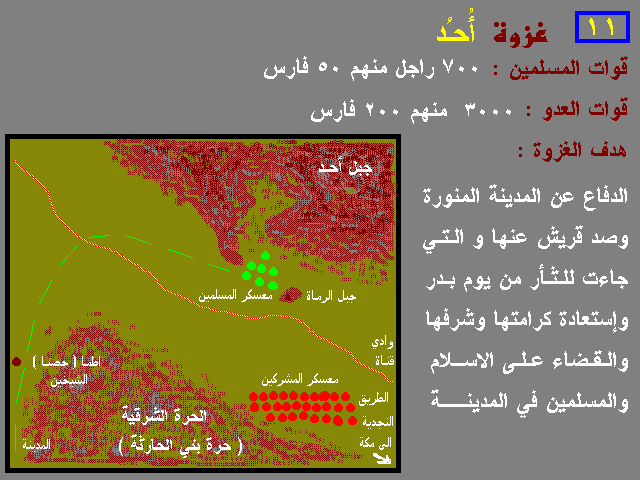 ١١
غزوة أُحُد
قوات المسلمين : ٧٠٠ راجل منهم ٥٠ فارس
قوات العدو : ٣٠٠٠ منهم ٢٠٠ فارس
هدف الغزوة :
الدفاع عن المدينة المنورة
وصد قريش عنها و التي
جاءت للثأر من يوم بدر
وإستعادة كرامتها وشرفها
والقضاء على الاسلام
والمسلمين في المدينة
جبل أحد
معسكر المسلمين
جبل الرماة
وادي
قناة
معسكر المشركين
الطريق
النجدية
الى مكة
( حصنا )
الشيخين
الحرة الشرقية
( حرة بني الحارثة )
المدينة